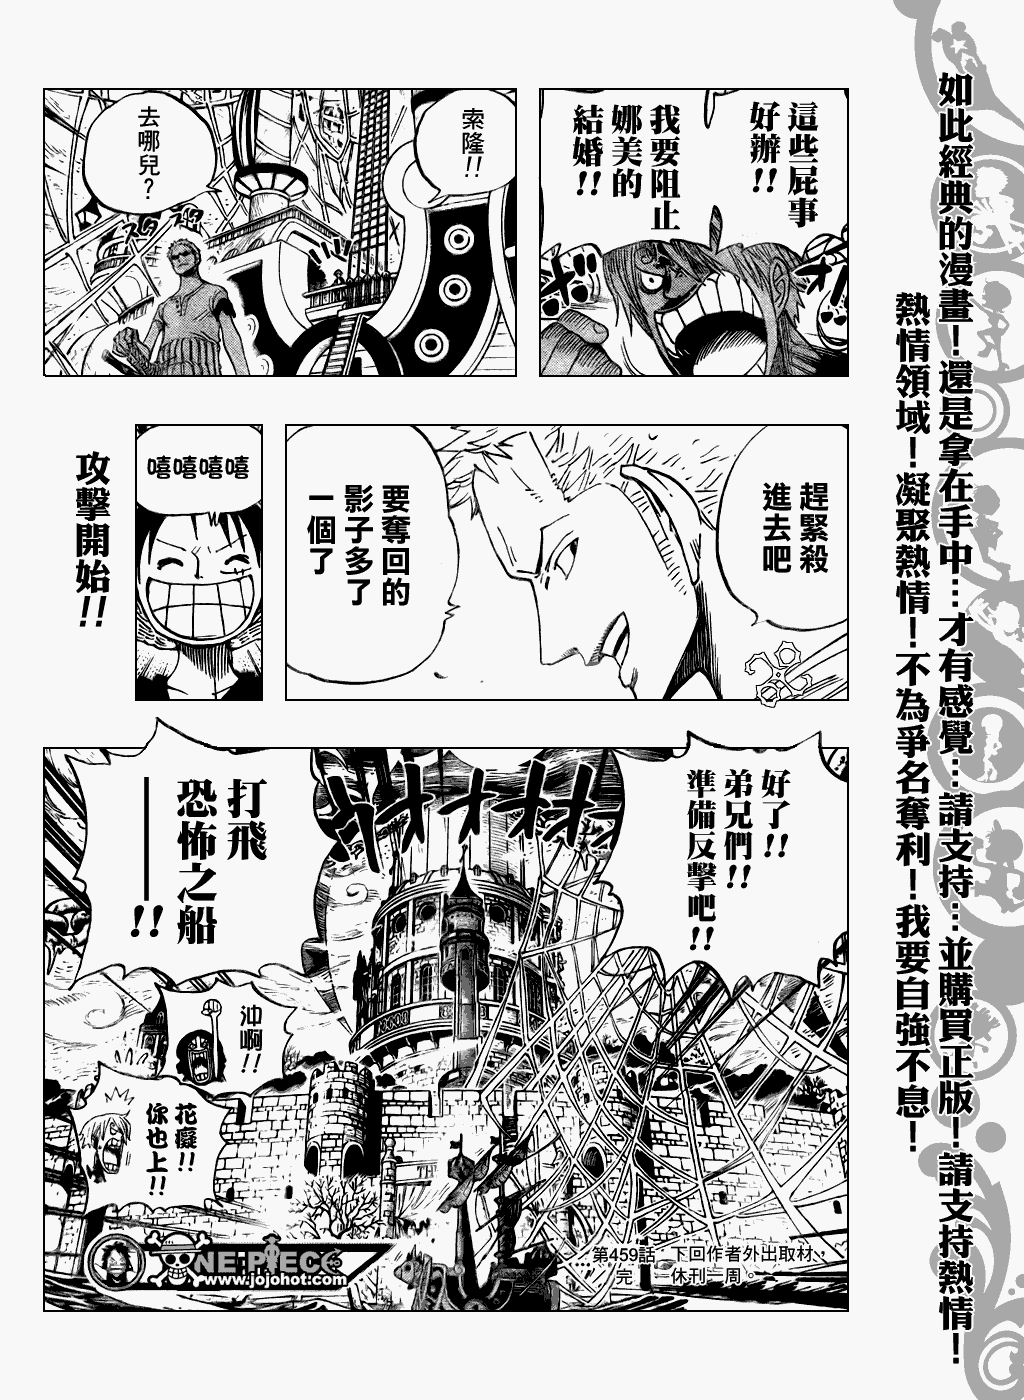 如此經典的漫畫！還是拿在手中…才有感覺…請支持…並購買正版！請支持熱情！
熱情領域！凝聚熱情！不為爭名奪利！我要自強不息！
這些屁事
好辦!!
我要阻止
娜美的
結婚!!
索隆!!
去哪兒？
趕緊殺
進去吧
要奪回的
影子多了
一個了
嘻嘻嘻嘻
攻擊開始!!
好了!!
弟兄們!!
準備反擊吧!!
打飛
恐怖之船
——!!
沖啊!!
花癡!!
你也上!!
ONE PIECE
www.jojohot.com
…第459話
完
下回作者外出取材，
休刊一周。